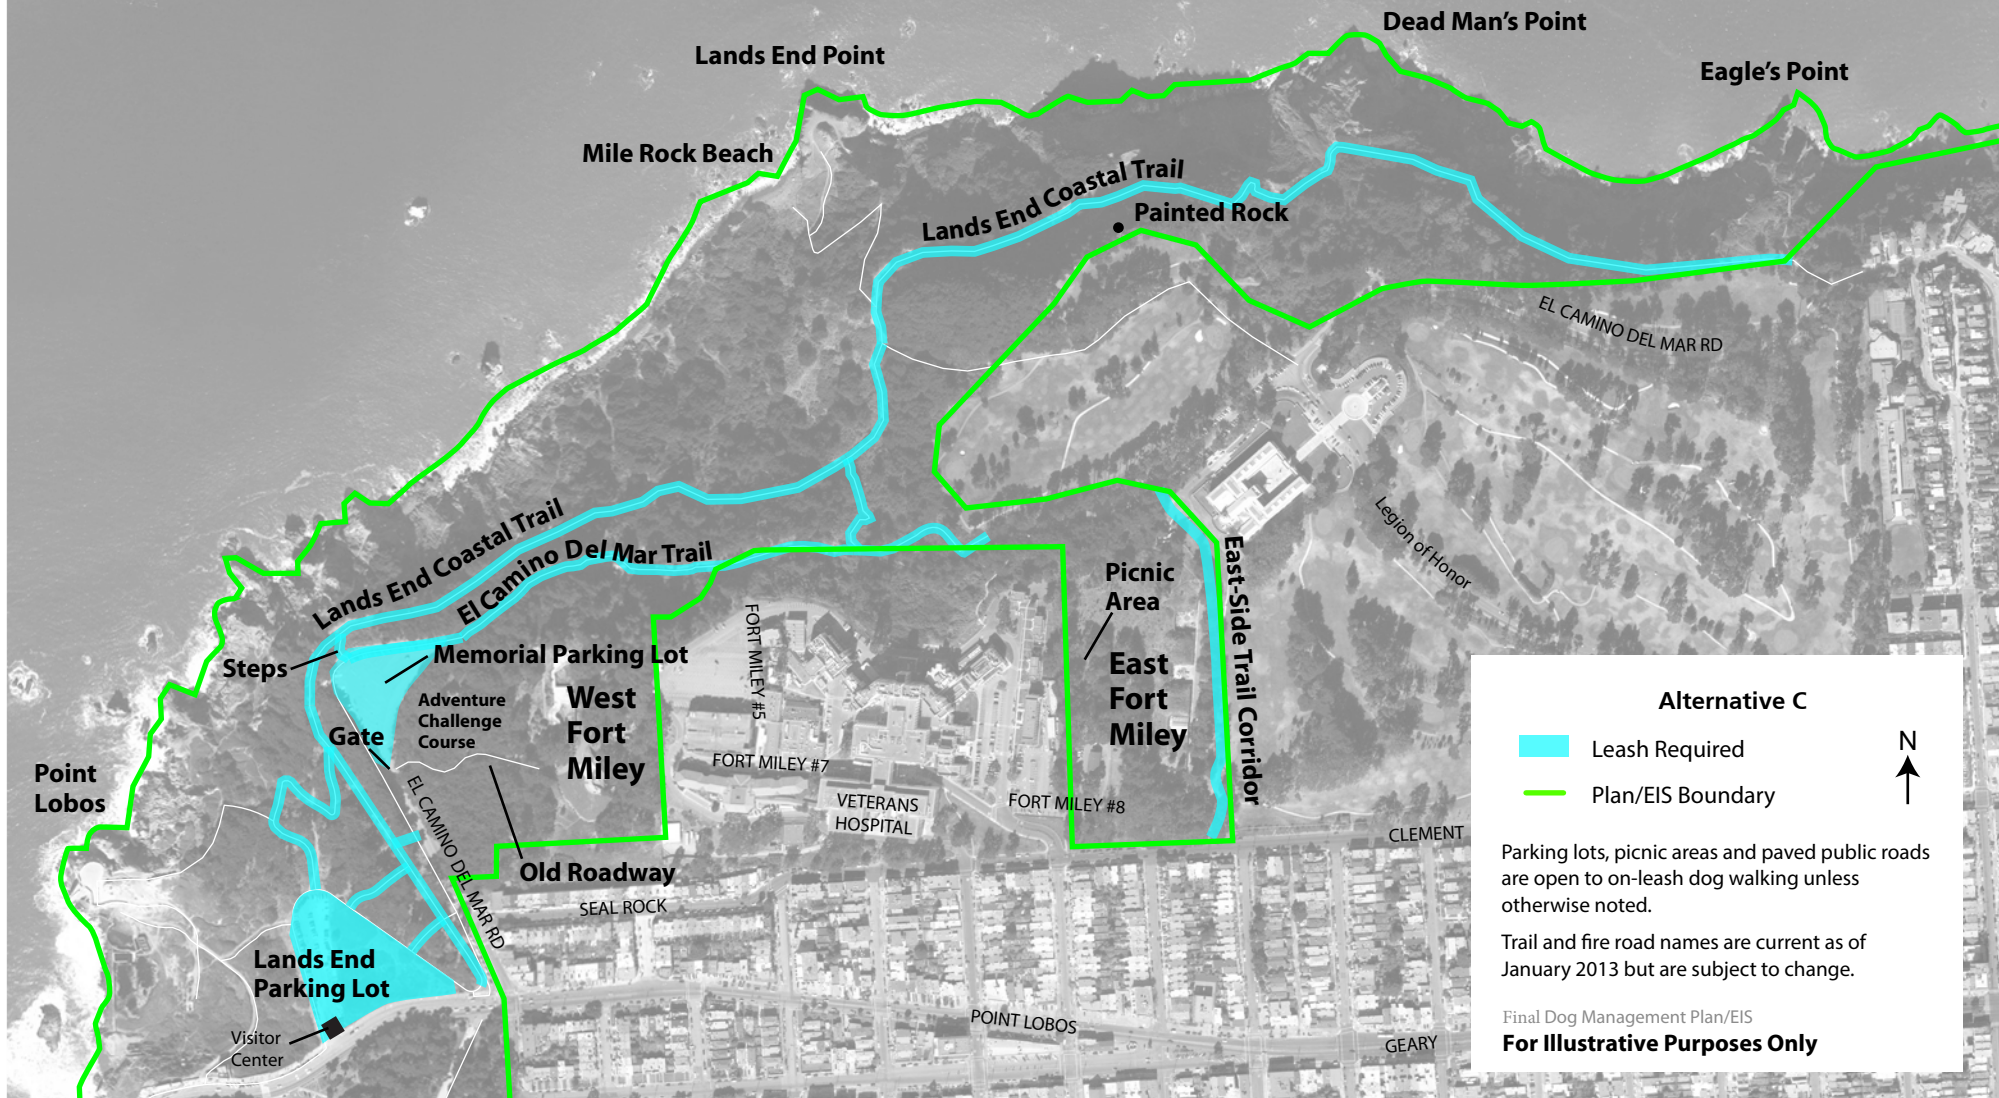 Dead Man's Point
Lands End Point
Eagle's Point
Mile Rock Beach
Lands End Coastal Trail
Painted Rock
EL CAMINO DEL MAR RD
Legion of Honor
Lands End Coastal Trail
El Camino Del Mar Trail
East-Side Trail Corridor
Picnic
Area
Steps
Memorial Parking Lot
Adventure
Challenge
Course
West
Fort
Miley
FORT MILEY #5
East
Fort
Miley
Gate
FORT MILEY #7
Point
Lobos
EL CAMINO DEL MAR RD
VETERANS
HOSPITAL
FORT MILEY #8
CLEMENT
Old Roadway
SEAL ROCK
Lands End
Parking Lot
POINT LOBOS
Visitor
Center
GEARY
Alternative C
Leash Required
N
Plan/EIS Boundary
Parking lots, picnic areas and paved public roads
are open to on-leash dog walking unless
otherwise noted.
Trail and fire road names are current as of
January 2013 but are subject to change.
Final Dog Management Plan/EIS
For Illustrative Purposes Only